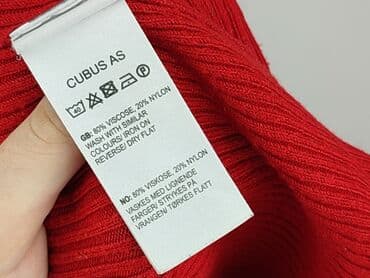 CUBUS AS
40
P
GB: 80% VISCOSE, 20% NYLON
WASH WITH SIMILAR
COLOURS/ IRON ON
REVERSE/ DRY FLAT
NO: 80% VISKOSE, 20% NYLON
VASKES MED LIGNENDE
FARGER/ STRYKES PÅ
VRANGEN/ TØRKES FLATT